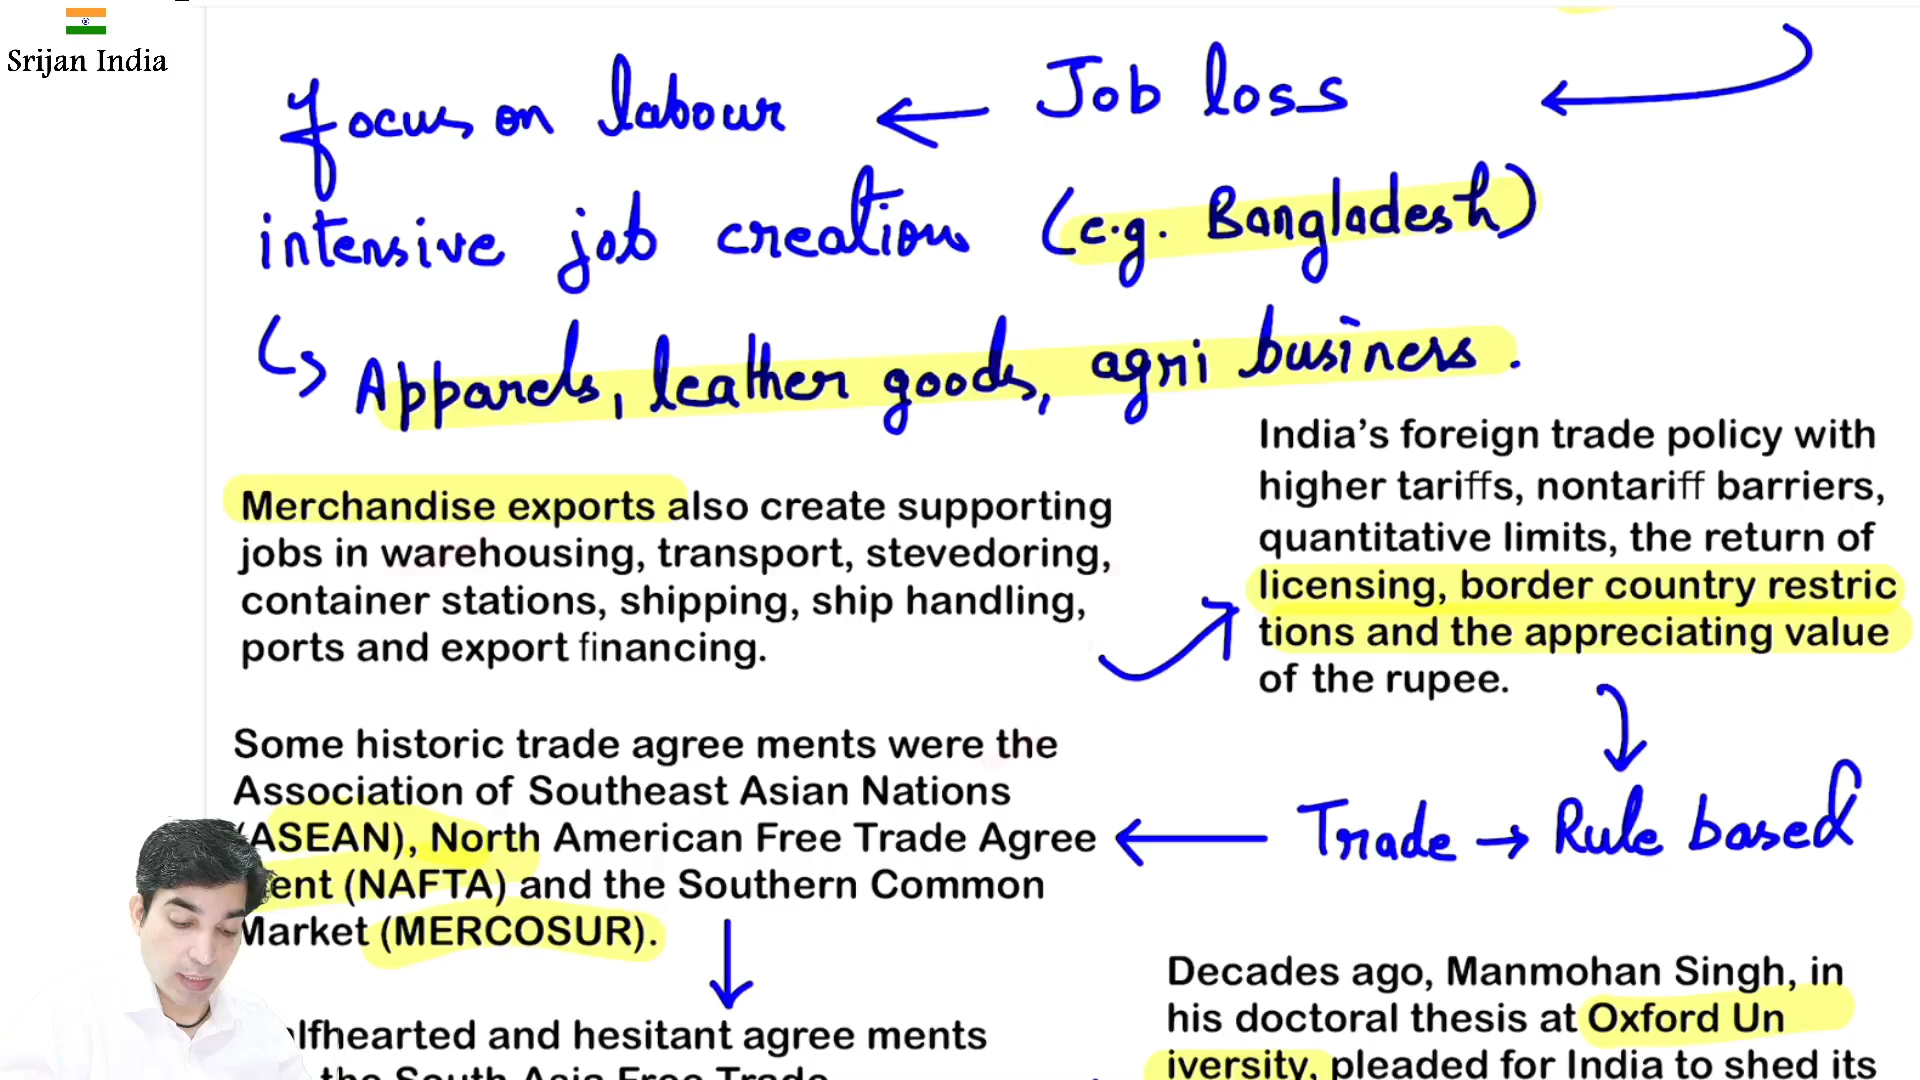 Srijan India
focus on labour ← Job loss ←
intensive job creation (e.g. Bangladesh)
↳ Apparels, leather goods, agri business.
Merchandise exports also create supporting
jobs in warehousing, transport, stevedoring,
container stations, shipping, ship handling,
ports and export financing.
India's foreign trade policy with
higher tariffs, nontariff barriers,
quantitative limits, the return of
licensing, border country restric
tions and the appreciating value
of the rupee.
Trade → Rule based
Some historic trade agree ments were the
Association of Southeast Asian Nations
(ASEAN), North American Free Trade Agree
ent (NAFTA) and the Southern Common
Market (MERCOSUR).
lfhearted and hesitant agree ments
the South Asia Free Trade
Decades ago, Manmohan Singh, in
his doctoral thesis at Oxford Un
iversity, pleaded for India to shed its